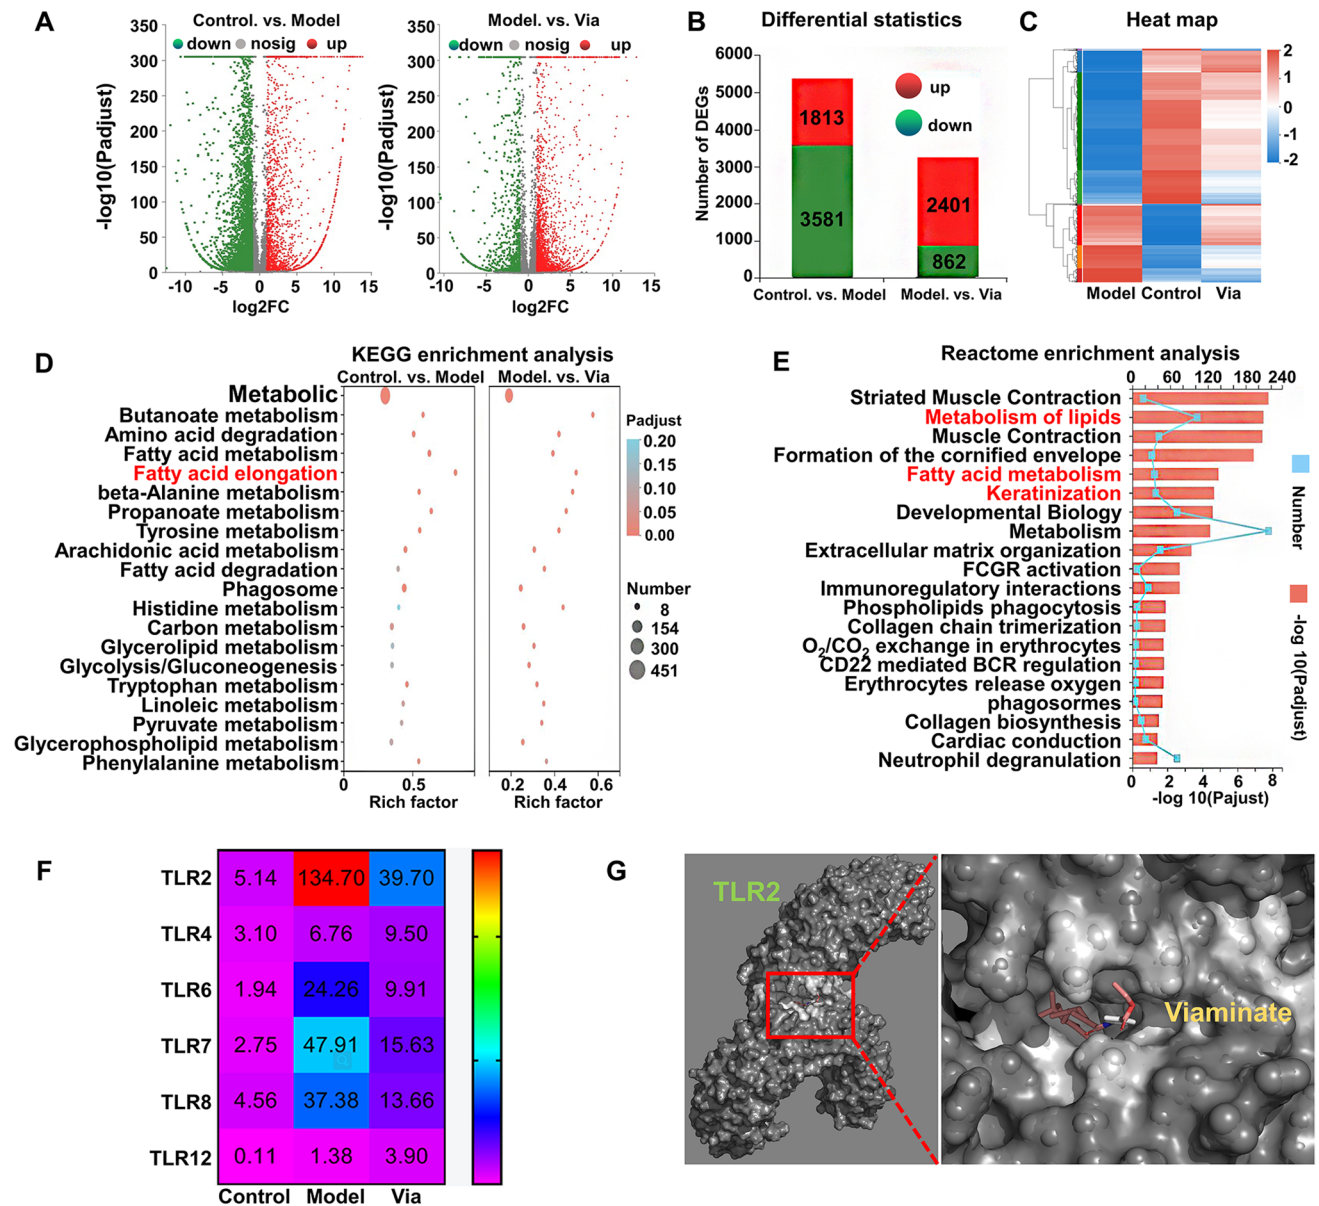 A
Control. vs. Model
down nosig up
-log10(Padjust)
350
300
250
200
150
100
50
0
-10 -5 0 5 10 15
log2FC
Model. vs. Via
down nosig up
-log10(Padjust)
350
300
250
200
150
100
50
0
-10 -5 0 5 10 15
log2FC
B
Differential statistics
Number of DEGs
6000
5000
4000
3000
2000
1000
0
up
down
1813
3581
2401
862
Control. vs. Model
Model. vs. Via
C
Heat map
2
1
0
-1
-2
Model Control Via
D
KEGG enrichment analysis
Control. vs. Model
Model. vs. Via
Metabolic
Butanoate metabolism
Amino acid degradation
Fatty acid metabolism
Fatty acid elongation
beta-Alanine metabolism
Propanoate metabolism
Tyrosine metabolism
Arachidonic acid metabolism
Fatty acid degradation
Phagosome
Histidine metabolism
Carbon metabolism
Glycerolipid metabolism
Glycolysis/Gluconeogenesis
Tryptophan metabolism
Linoleic metabolism
Pyruvate metabolism
Glycerophospholipid metabolism
Phenylalanine metabolism
0 0.5
Rich factor
0.2 0.4 0.6
Rich factor
Padjust
0.20
0.15
0.10
0.05
0.00
Number
8
154
300
451
E
Reactome enrichment analysis
0 60 120 180 240
Striated Muscle Contraction
Metabolism of lipids
Muscle Contraction
Formation of the cornified envelope
Fatty acid metabolism
Keratinization
Developmental Biology
Metabolism
Extracellular matrix organization
FCGR activation
Immunoregulatory interactions
Phospholipids phagocytosis
Collagen chain trimerization
O2/CO2 exchange in erythrocytes
CD22 mediated BCR regulation
Erythrocytes release oxygen
phagosormes
Collagen biosynthesis
Cardiac conduction
Neutrophil degranulation
0 2 4 6 8
-log 10(Pajust)
Number
-log 10(Padjust)
F
TLR2 5.14 134.70 39.70
TLR4 3.10 6.76 9.50
TLR6 1.94 24.26 9.91
TLR7 2.75 47.91 15.63
TLR8 4.56 37.38 13.66
TLR12 0.11 1.38 3.90
Control Model Via
G
TLR2
Viaminate